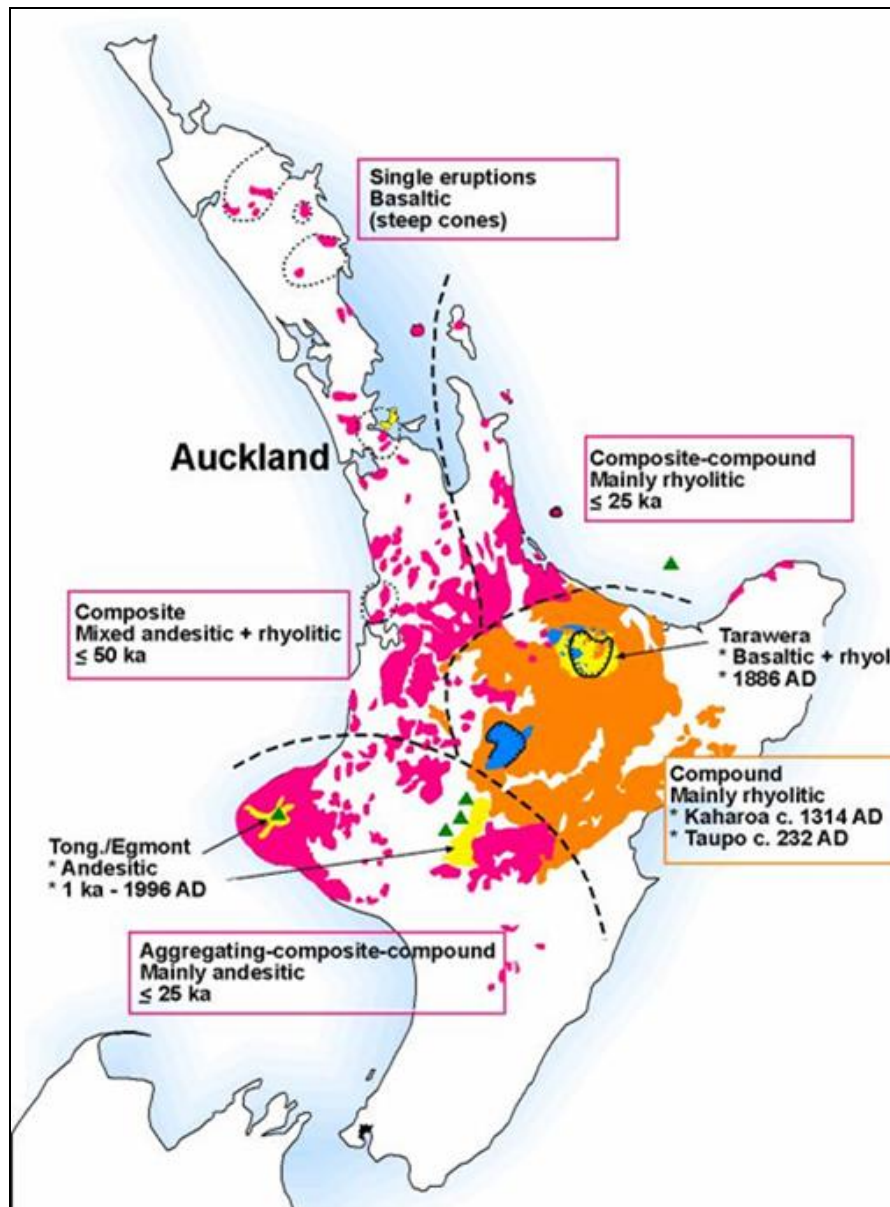 Single eruptions
Basaltic
(steep cones)
Auckland
Composite-compound
Mainly rhyolitic
≤ 25 ka
Composite
Mixed andesitic + rhyolitic
≤ 50 ka
Tarawera
* Basaltic + rhyol
* 1886 AD
Compound
Mainly rhyolitic
* Kaharoa c. 1314 AD
* Taupo c. 232 AD
Tong./Egmont
* Andesitic
* 1 ka - 1996 AD
Aggregating-composite-compound
Mainly andesitic
≤ 25 ka